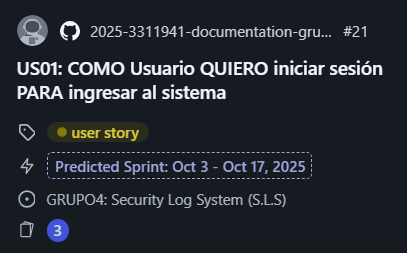 2025-3311941-documentation-gru... #21
US01: COMO Usuario QUIERO iniciar sesión
PARA ingresar al sistema
user story
Predicted Sprint: Oct 3 - Oct 17, 2025
GRUPO4: Security Log System (S.L.S)
3